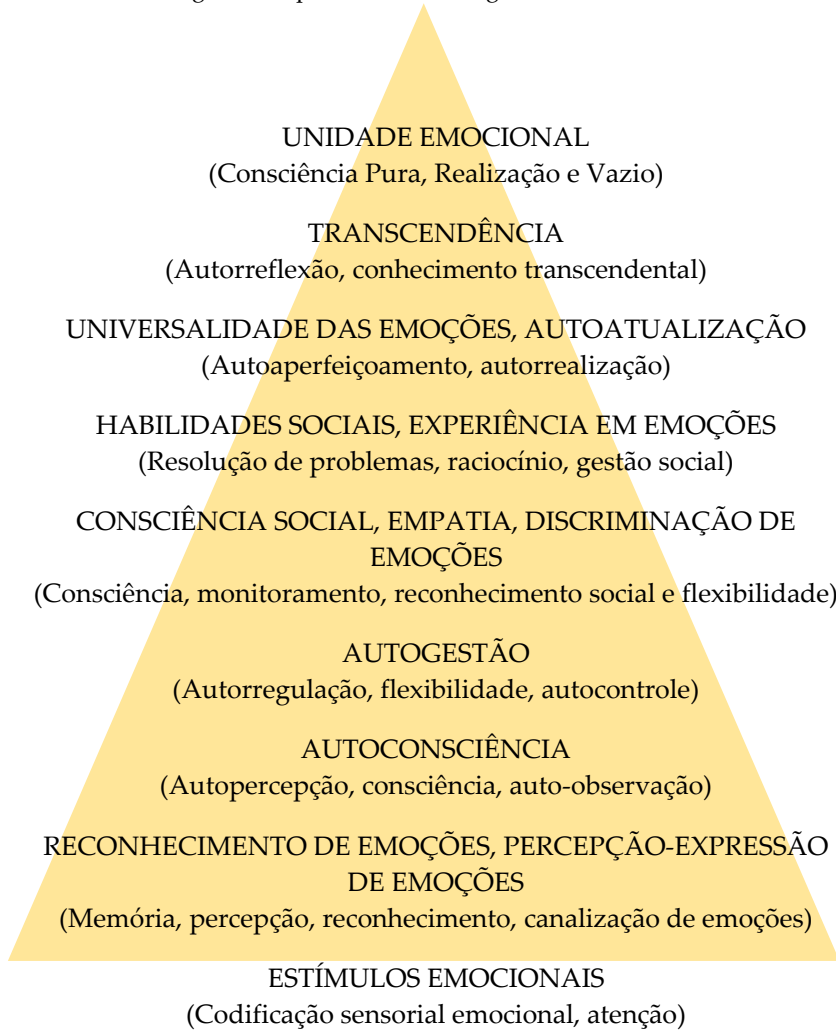 UNIDADE EMOCIONAL
(Consciência Pura, Realização e Vazio)
TRANSCENDÊNCIA
(Autorreflexão, conhecimento transcendental)
UNIVERSALIDADE DAS EMOÇÕES, AUTOATUALIZAÇÃO
(Autoaperfeiçoamento, autorrealização)
HABILIDADES SOCIAIS, EXPERIÊNCIA EM EMOÇÕES
(Resolução de problemas, raciocínio, gestão social)
CONSCIÊNCIA SOCIAL, EMPATIA, DISCRIMINAÇÃO DE
EMOÇÕES
(Consciência, monitoramento, reconhecimento social e flexibilidade)
AUTOGESTÃO
(Autorregulação, flexibilidade, autocontrole)
AUTOCONSCIÊNCIA
(Autopercepção, consciência, auto-observação)
RECONHECIMENTO DE EMOÇÕES, PERCEPÇÃO-EXPRESSÃO
DE EMOÇÕES
(Memória, percepção, reconhecimento, canalização de emoções)
ESTÍMULOS EMOCIONAIS
(Codificação sensorial emocional, atenção)